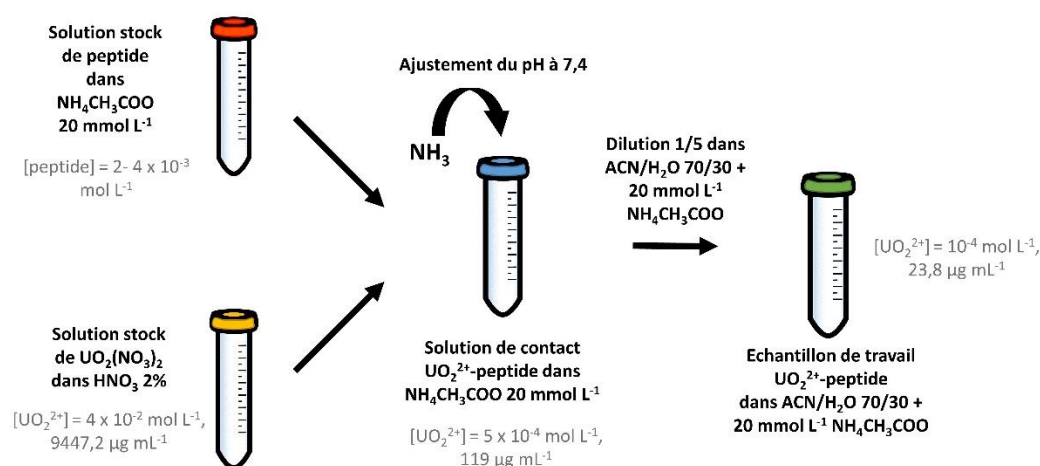 Solution stock
de peptide
dans
NH₄CH₃COO
20 mmol L⁻¹
[peptide] = 2- 4 x 10⁻³
mol L⁻¹
Solution stock
de UO₂(NO₃)₂
dans HNO₃ 2%
[UO₂²⁺] = 4 x 10⁻² mol L⁻¹,
9447,2 µg mL⁻¹
Ajustement du pH à 7,4
NH₃
Solution de contact
UO₂²⁺-peptide dans
NH₄CH₃COO 20 mmol L⁻¹
[UO₂²⁺] = 5 x 10⁻⁴ mol L⁻¹,
119 µg mL⁻¹
Dilution 1/5 dans
ACN/H₂O 70/30 +
20 mmol L⁻¹
NH₄CH₃COO
[UO₂²⁺] = 10⁻⁴ mol L⁻¹,
23,8 µg mL⁻¹
Echantillon de travail
UO₂²⁺-peptide
dans ACN/H₂O 70/30 +
20 mmol L⁻¹ NH₄CH₃COO